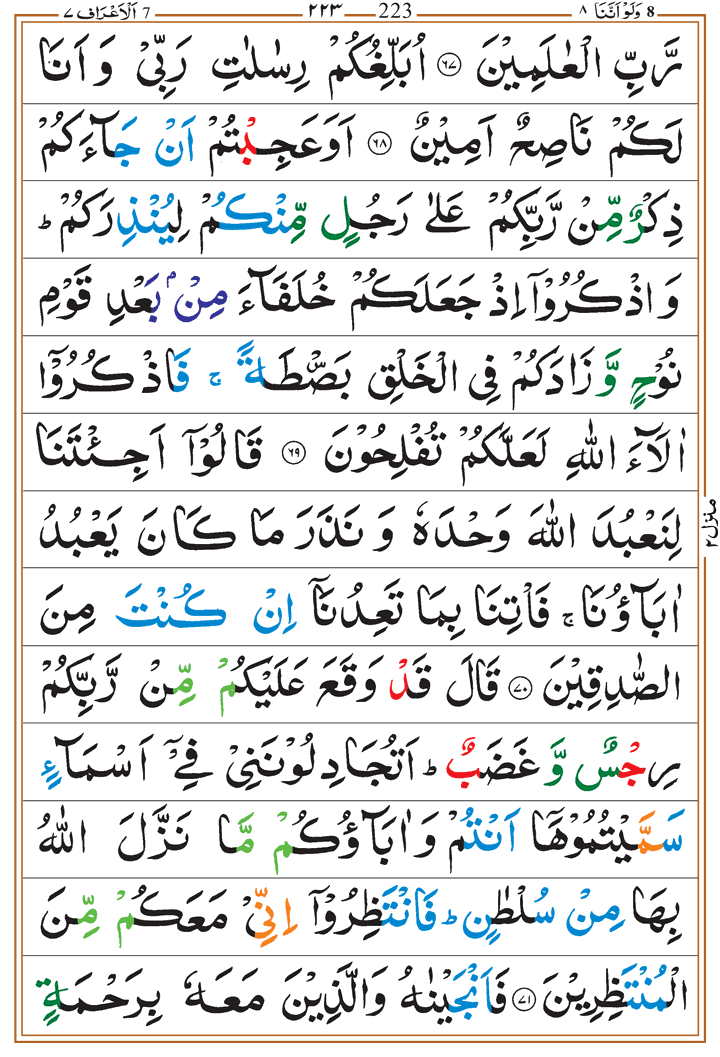 ٨ وَلَوْ اَنَّنَا 8 223 ٢٢٣ 7 اَلْاَعْرَاف ٧
رَّبِّ الْعٰلَمِيْنَ ﴿٦٧﴾ اُبَلِّغُكُمْ رِسٰلٰتِ رَبِّىْ وَ اَنَا
لَكُمْ نَاصِحٌ اَمِيْنٌ ﴿٦٨﴾ اَوَعَجِبْتُمْ اَنْ جَآءَكُمْ
ذِكْرٌ مِّنْ رَّبِّكُمْ عَلٰى رَجُلٍ مِّنْكُمْ لِيُنْذِرَكُمْ ؕ
وَ اذْكُرُوْۤا اِذْ جَعَلَكُمْ خُلَفَآءَ مِنْۢ بَعْدِ قَوْمِ
نُوْحٍ وَّ زَادَكُمْ فِى الْخَلْقِ بَصْۜطَةً ۚ فَاذْكُرُوْۤا
اٰلَآءَ اللّٰهِ لَعَلَّكُمْ تُفْلِحُوْنَ ﴿٦٩﴾ قَالُوْۤا اَجِئْتَنَا
لِنَعْبُدَ اللّٰهَ وَحْدَهٗ وَ نَذَرَ مَا كَانَ يَعْبُدُ
اٰبَآؤُنَا ۚ فَاْتِنَا بِمَا تَعِدُنَاۤ اِنْ كُنْتَ مِنَ
الصّٰدِقِيْنَ ﴿٧٠﴾ قَالَ قَدْ وَقَعَ عَلَيْكُمْ مِّنْ رَّبِّكُمْ
رِجْسٌ وَّ غَضَبٌ ؕ اَتُجَادِلُوْنَنِىْ فِىْۤ اَسْمَآءٍ
سَمَّيْتُمُوْهَاۤ اَنْتُمْ وَ اٰبَآؤُكُمْ مَّا نَزَّلَ اللّٰهُ
بِهَا مِنْ سُلْطٰنٍ ؕ فَانْتَظِرُوْۤا اِنِّىْ مَعَكُمْ مِّنَ
الْمُنْتَظِرِيْنَ ﴿٧١﴾ فَاَنْجَيْنٰهُ وَالَّذِيْنَ مَعَهٗ بِرَحْمَةٍ
منزل ٢